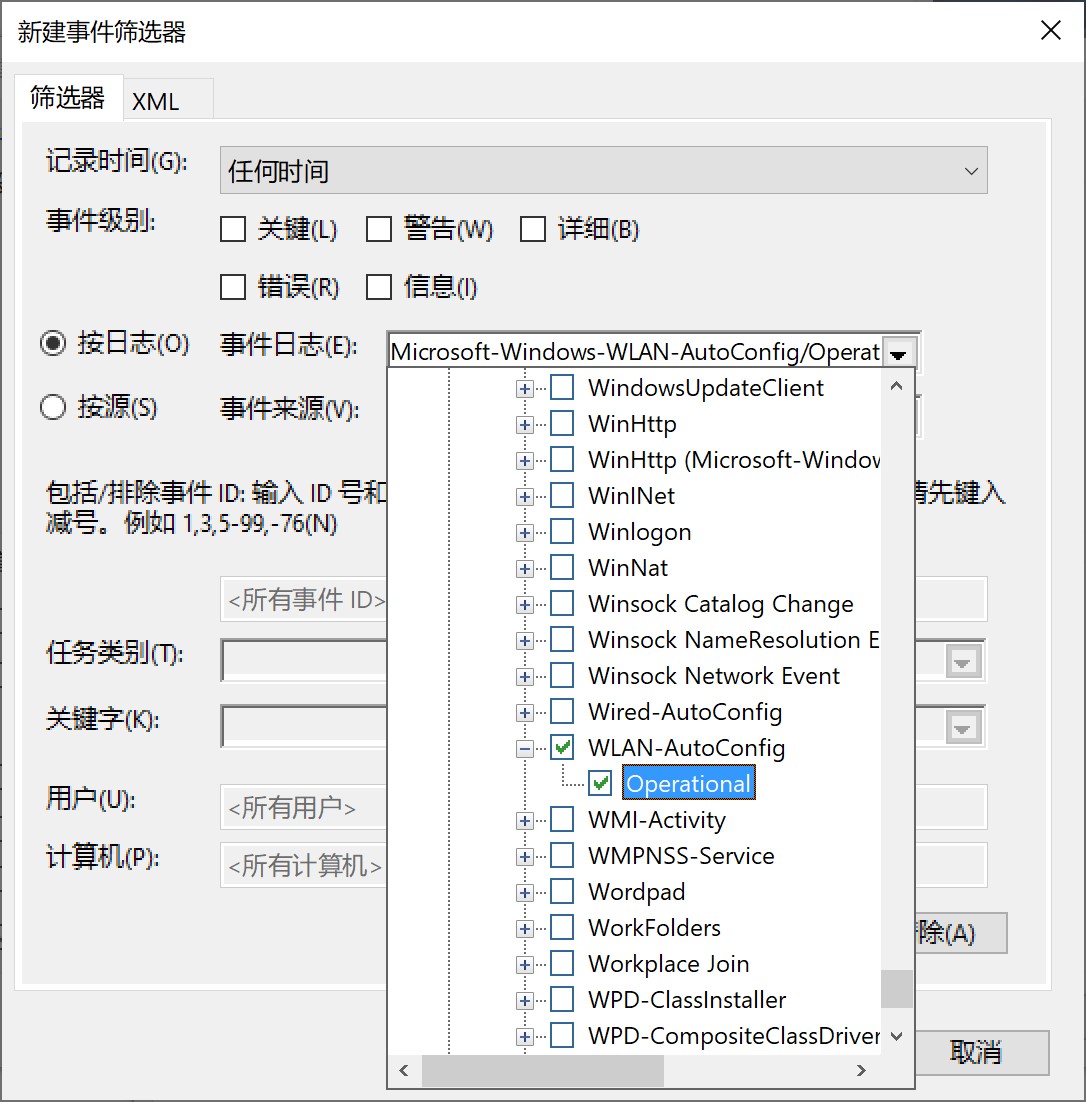 新建事件筛选器
筛选器
XML
记录时间(G):
任何时间
事件级别:
关键(L)
警告(W)
详细(B)
错误(R)
信息(I)
按日志(O)
事件日志(E):
Microsoft-Windows-WLAN-AutoConfig/Operat
按源(S)
事件来源(V):
WindowsUpdateClient
WinHttp
WinHttp (Microsoft-Window
WinINet
Winlogon
WinNat
Winsock Catalog Change
Winsock NameResolution E
Winsock Network Event
Wired-AutoConfig
WLAN-AutoConfig
Operational
WMI-Activity
WMPNSS-Service
Wordpad
WorkFolders
Workplace Join
WPD-ClassInstaller
WPD-CompositeClassDriver
包括/排除事件 ID: 输入 ID 号和
请先键入
减号。例如 1,3,5-99,-76(N)
<所有事件 ID>
任务类别(T):
关键字(K):
用户(U):
<所有用户>
计算机(P):
<所有计算机>
除(A)
取消